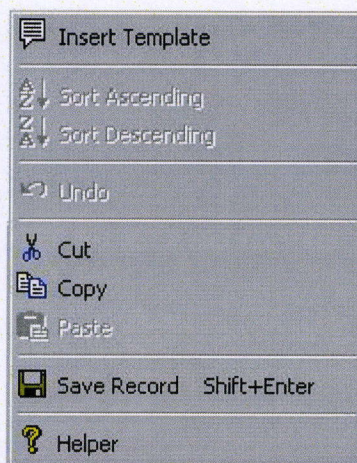 Insert Template
Sort Ascending
Sort Descending
Undo
Cut
Copy
Paste
Save Record Shift+Enter
Helper